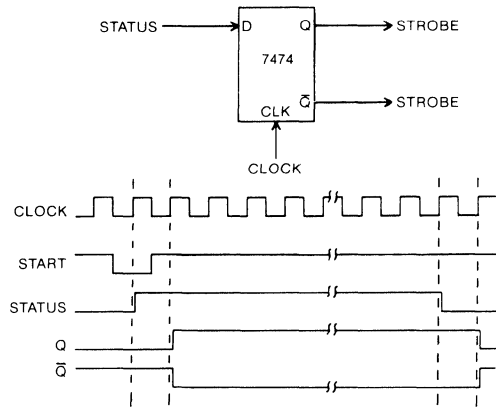 STATUS
D
Q
STROBE
7474
Q̅
STROBE
CLK
CLOCK
CLOCK
START
STATUS
Q
Q̅